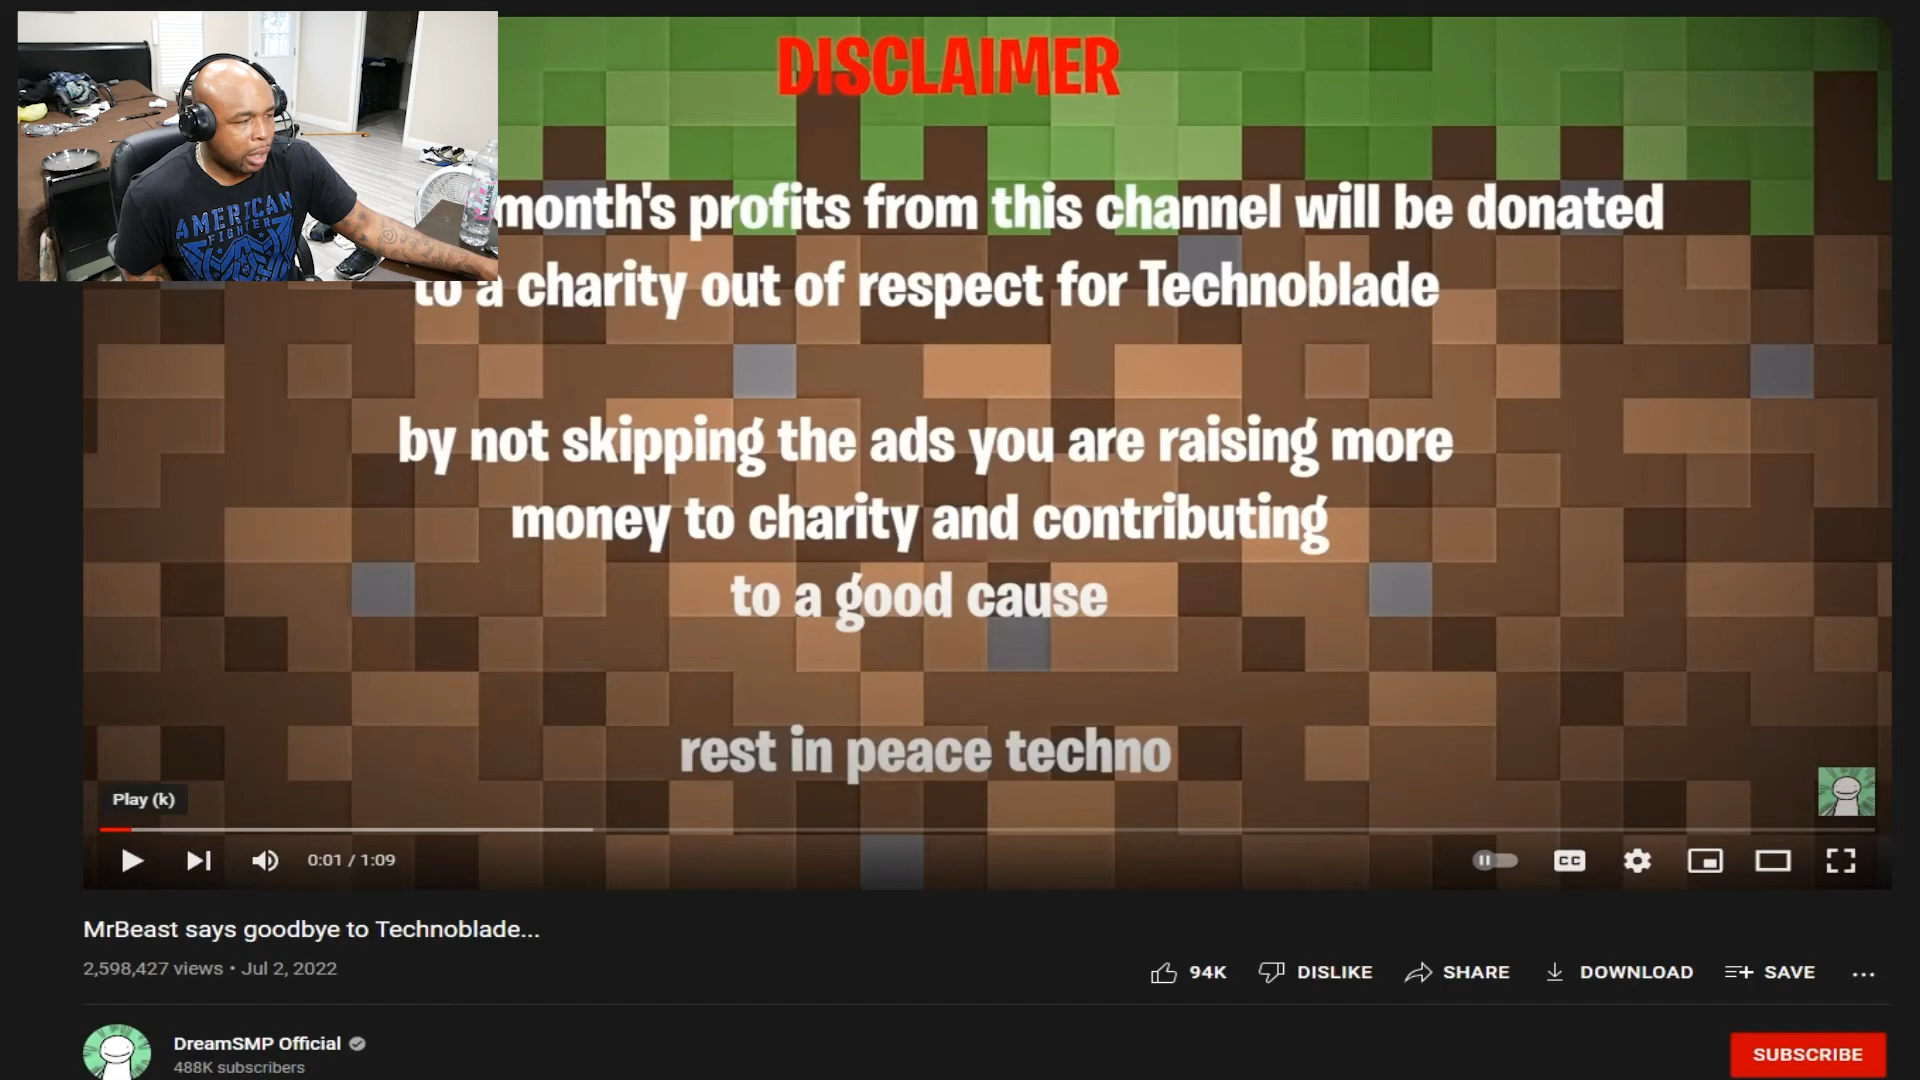 DISCLAIMER
month's profits from this channel will be donated
to a charity out of respect for Technoblade
by not skipping the ads you are raising more
money to charity and contributing
to a good cause
rest in peace techno
AMERICAN
FIGHTER
Play (k)
0:01 / 1:09
CC
MrBeast says goodbye to Technoblade...
2,598,427 views • Jul 2, 2022
94K DISLIKE SHARE DOWNLOAD SAVE ...
DreamSMP Official
488K subscribers
SUBSCRIBE